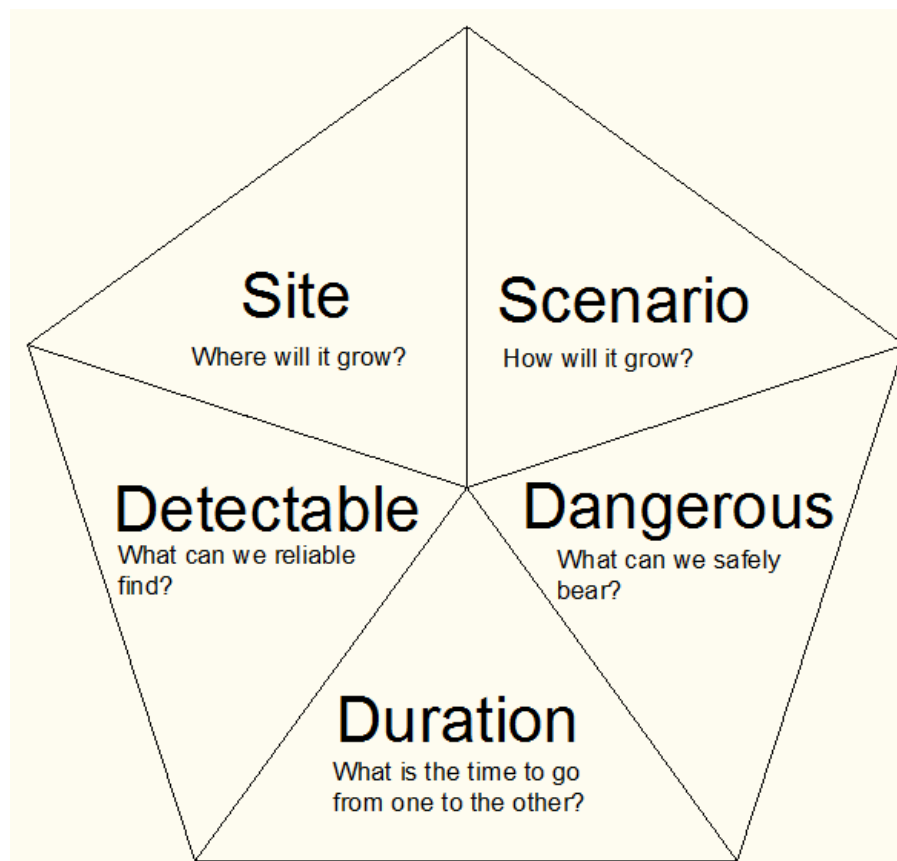 Site
Where will it grow?
Scenario
How will it grow?
Detectable
What can we reliable
find?
Dangerous
What can we safely
bear?
Duration
What is the time to go
from one to the other?